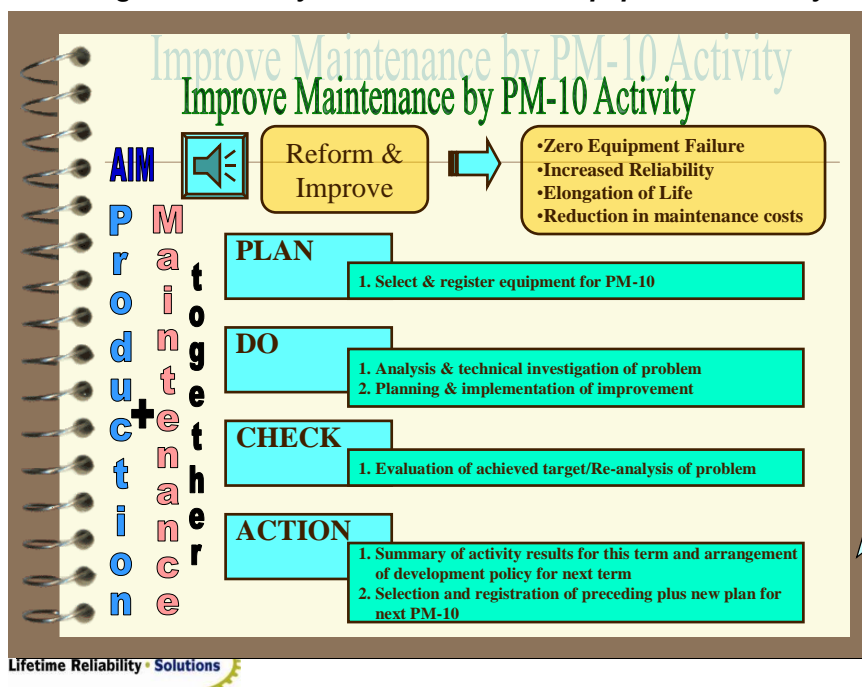 Improve Maintenance by PM-10 Activity
Improve Maintenance by PM-10 Activity
AIM
Reform &
Improve
•Zero Equipment Failure
•Increased Reliability
•Elongation of Life
•Reduction in maintenance costs
Production
+
Maintenance
together
PLAN
1. Select & register equipment for PM-10
DO
1. Analysis & technical investigation of problem
2. Planning & implementation of improvement
CHECK
1. Evaluation of achieved target/Re-analysis of problem
ACTION
1. Summary of activity results for this term and arrangement
of development policy for next term
2. Selection and registration of preceding plus new plan for
next PM-10
Lifetime Reliability • Solutions